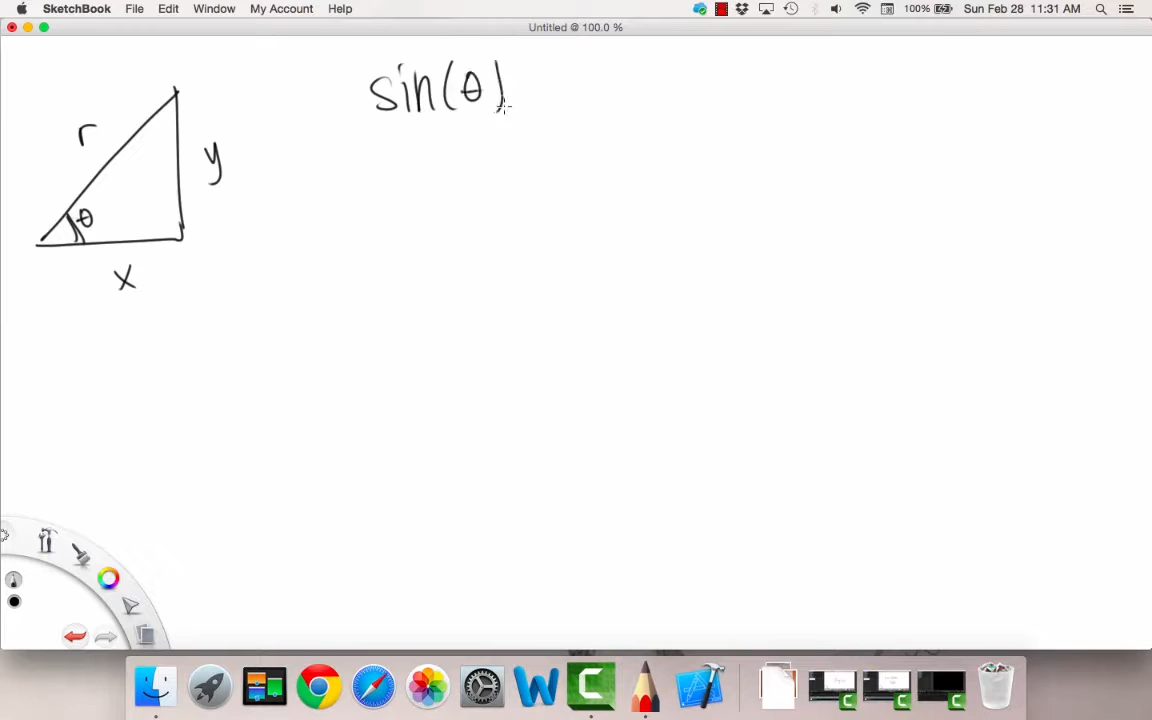 SketchBook File Edit Window My Account Help 100% Sun Feb 28 11:31 AM
Untitled @ 100.0 %
sin(θ)
r
y
θ
x